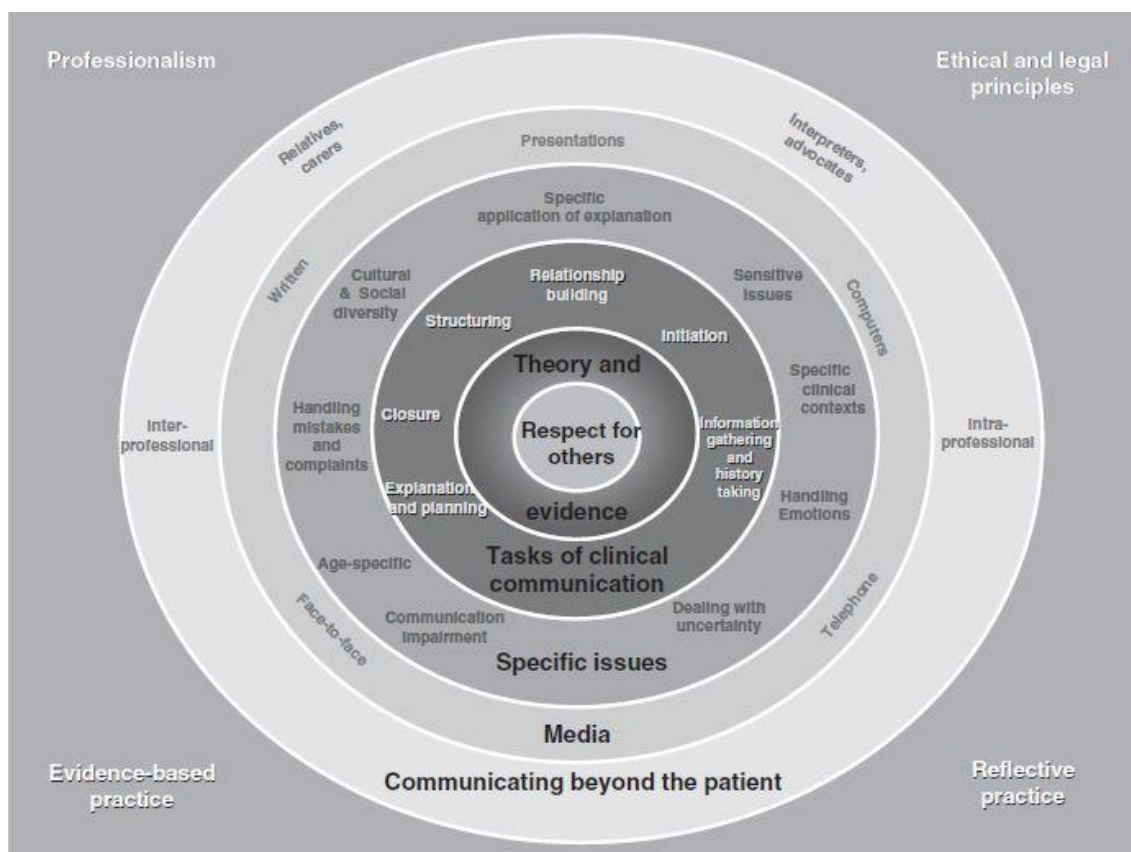 Professionalism
Ethical and legal
principles
Relatives,
carers
Interpreters,
advocates
Presentations
Specific
application of explanation
Written
Cultural
& Social
diversity
Relationship
building
Sensitive
issues
Computers
Structuring
Initiation
Theory and
Specific
clinical
contexts
Handling
mistakes
and
complaints
Closure
Respect for
others
Information
gathering
and
history
taking
Inter-
professional
Intra-
professional
Explanation
and planning
evidence
Handling
Emotions
Tasks of clinical
communication
Age-specific
Face-to-face
Communication
impairment
Dealing with
uncertainty
Telephone
Specific issues
Media
Communicating beyond the patient
Evidence-based
practice
Reflective
practice